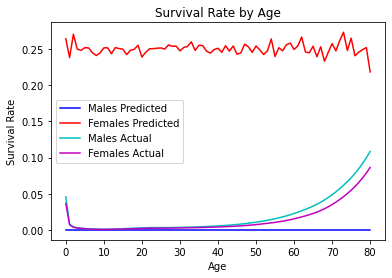 Survival Rate by Age
Survival Rate
0.25
0.20
0.15
0.10
0.05
0.00
Males Predicted
Females Predicted
Males Actual
Females Actual
0 10 20 30 40 50 60 70 80
Age